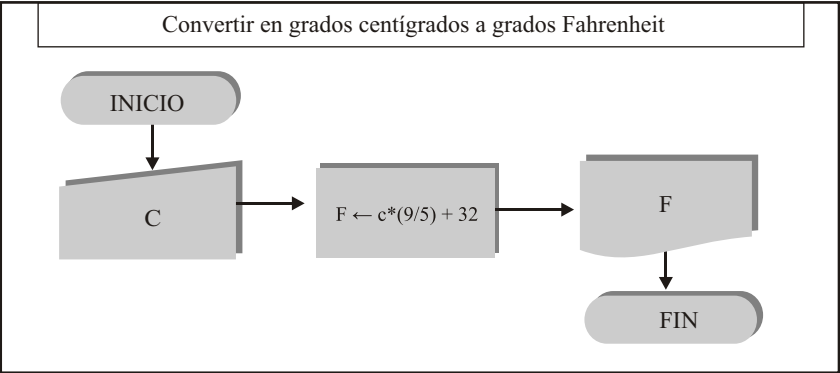 Convertir en grados centígrados a grados Fahrenheit
INICIO
C
F ← c*(9/5) + 32
F
FIN